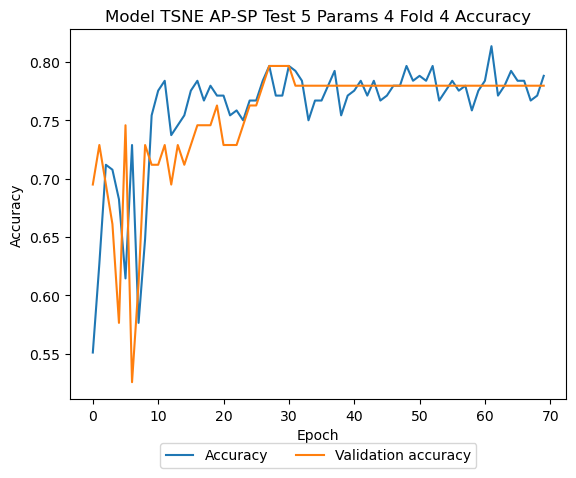 Model TSNE AP-SP Test 5 Params 4 Fold 4 Accuracy
0.80
0.75
0.70
0.65
0.60
0.55
Accuracy
0 10 20 30 40 50 60 70
Epoch
Accuracy Validation accuracy